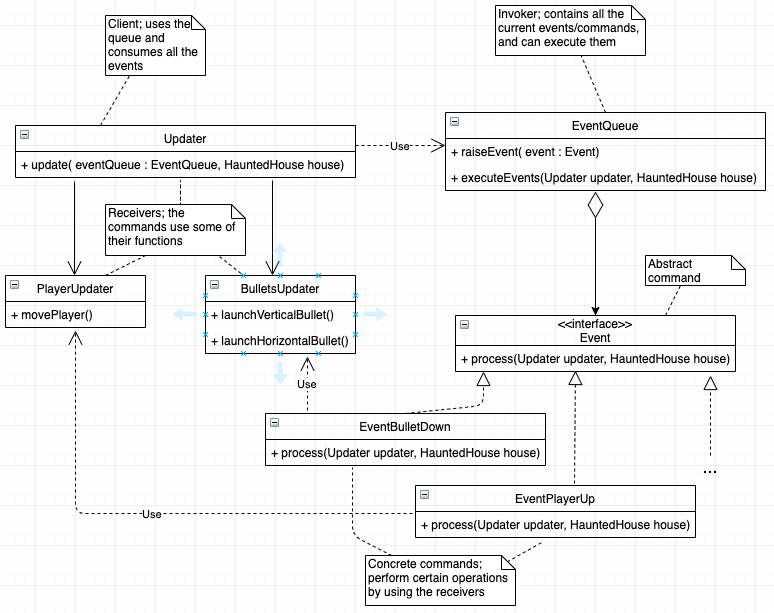 Client; uses the
queue and
consumes all the
events
Invoker; contains all the
current events/commands,
and can execute them
Updater
+ update( eventQueue : EventQueue, HauntedHouse house)
Use
EventQueue
+ raiseEvent( event : Event)
+ executeEvents(Updater updater, HauntedHouse house)
Receivers; the
commands use some of
their functions
Abstract
command
PlayerUpdater
+ movePlayer()
BulletsUpdater
+ launchVerticalBullet()
+ launchHorizontalBullet()
<<interface>>
Event
+ process(Updater updater, HauntedHouse house)
Use
EventBulletDown
+ process(Updater updater, HauntedHouse house)
...
EventPlayerUp
+ process(Updater updater, HauntedHouse house)
Use
Concrete commands;
perform certain operations
by using the receivers